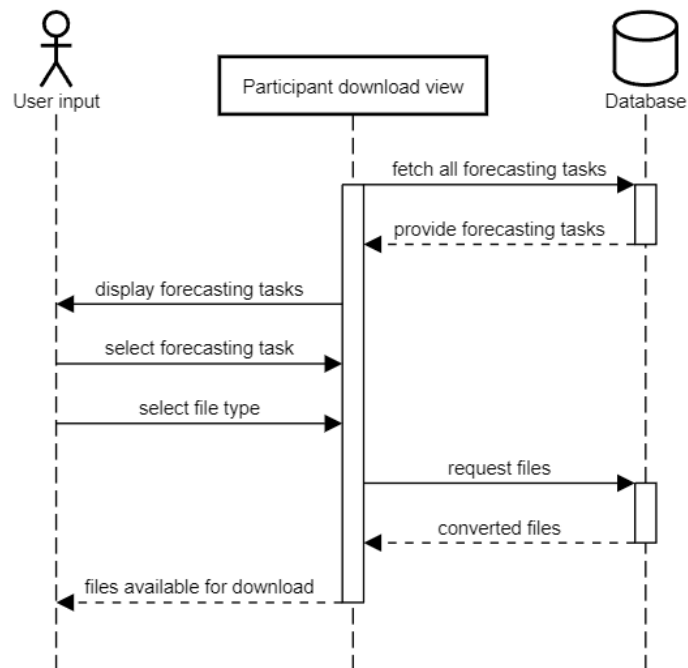 User input
Participant download view
Database
fetch all forecasting tasks
provide forecasting tasks
display forecasting tasks
select forecasting task
select file type
request files
converted files
files available for download